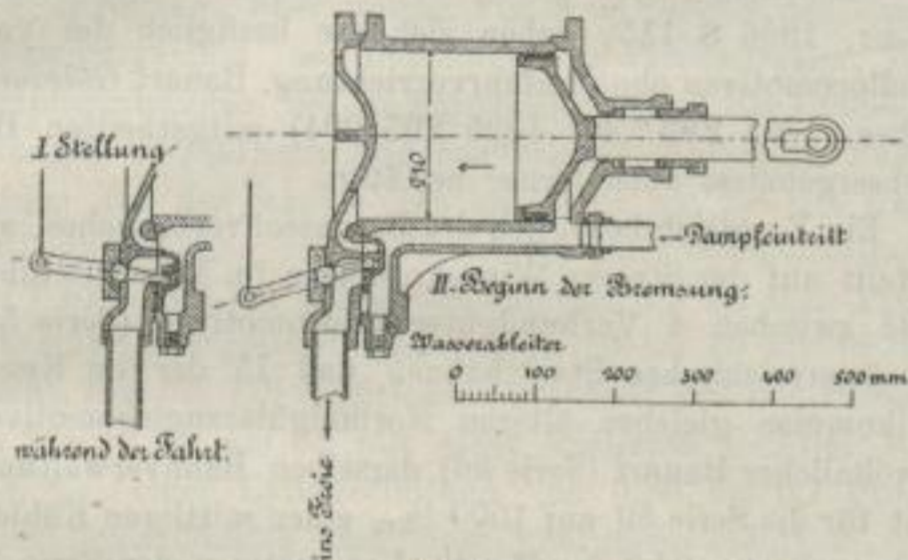 I Stellung
240
←Dampfeintritt
II. Beginn der Bremsung:
Wasserableiter
0 100 200 300 400 500 mm
während der Fahrt.
ins Freie